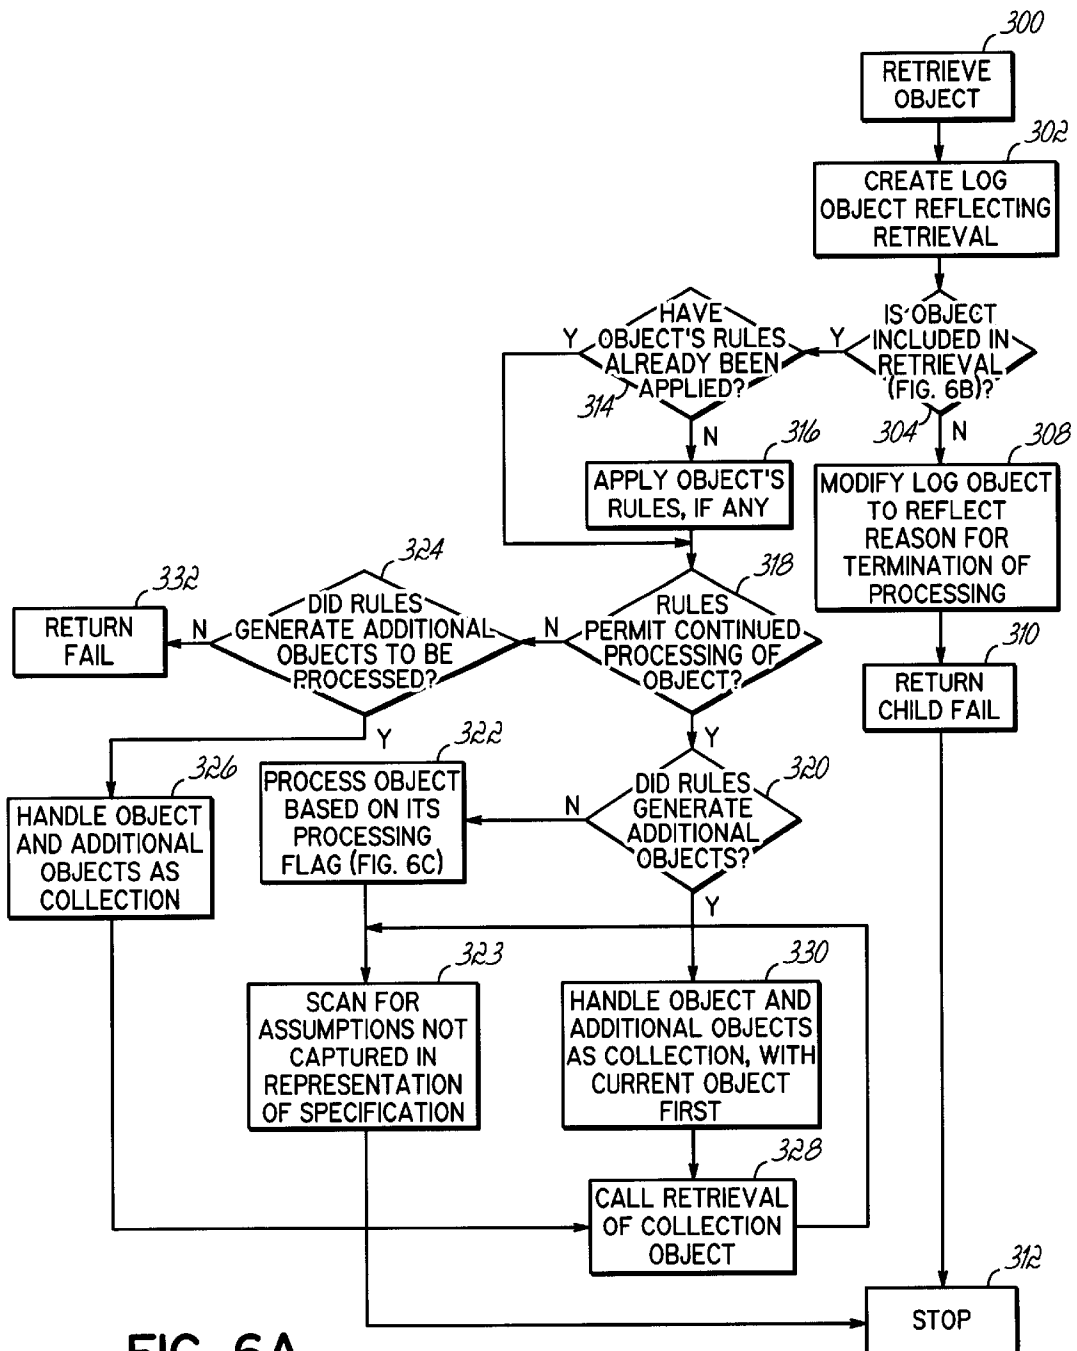 300
RETRIEVE
OBJECT
302
CREATE LOG
OBJECT REFLECTING
RETRIEVAL
IS OBJECT
INCLUDED IN
RETRIEVAL
(FIG. 6B)?
304
Y
N
HAVE
OBJECT'S RULES
ALREADY BEEN
APPLIED?
314
Y
N
316
APPLY OBJECT'S
RULES, IF ANY
308
MODIFY LOG OBJECT
TO REFLECT
REASON FOR
TERMINATION OF
PROCESSING
310
RETURN
CHILD FAIL
318
RULES
PERMIT CONTINUED
PROCESSING OF
OBJECT?
N
Y
324
DID RULES
GENERATE ADDITIONAL
OBJECTS TO BE
PROCESSED?
N
Y
332
RETURN
FAIL
326
HANDLE OBJECT
AND ADDITIONAL
OBJECTS AS
COLLECTION
322
PROCESS OBJECT
BASED ON ITS
PROCESSING
FLAG (FIG. 6C)
320
DID RULES
GENERATE
ADDITIONAL
OBJECTS?
N
Y
323
SCAN FOR
ASSUMPTIONS NOT
CAPTURED IN
REPRESENTATION
OF SPECIFICATION
330
HANDLE OBJECT AND
ADDITIONAL OBJECTS
AS COLLECTION, WITH
CURRENT OBJECT
FIRST
328
CALL RETRIEVAL
OF COLLECTION
OBJECT
312
STOP
FIG. 6A